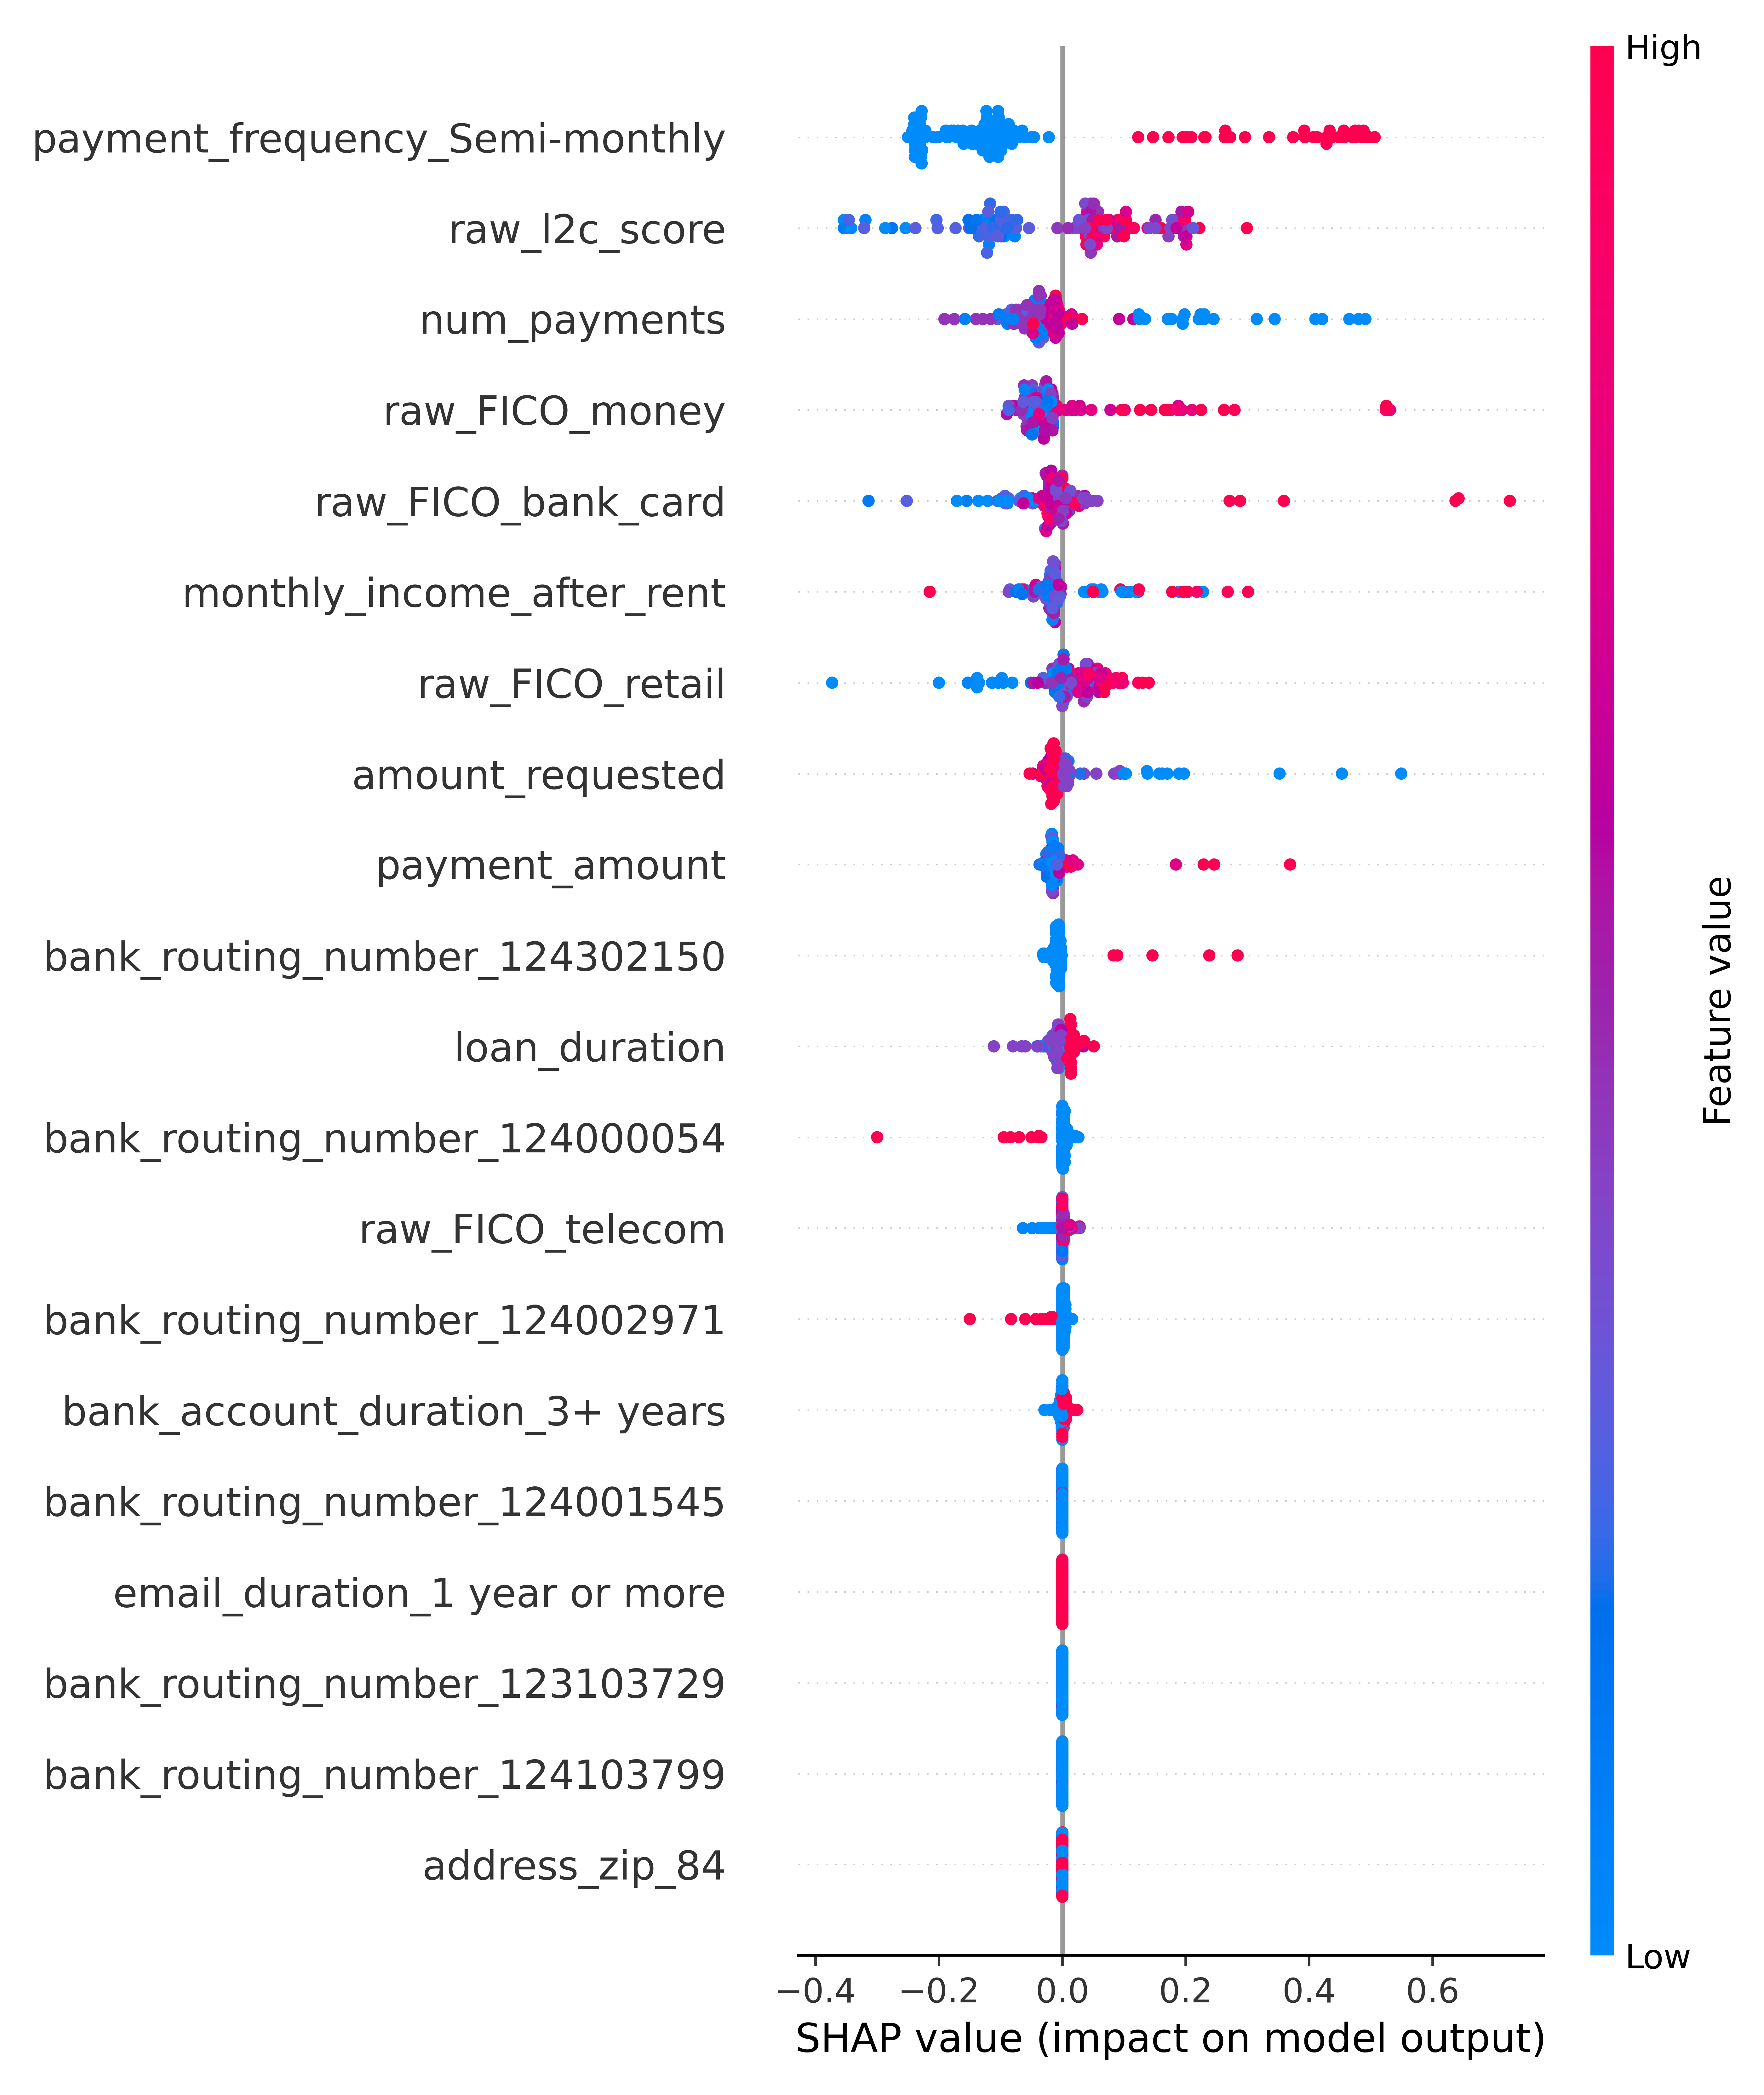 High
payment_frequency_Semi-monthly
raw_l2c_score
num_payments
raw_FICO_money
raw_FICO_bank_card
monthly_income_after_rent
raw_FICO_retail
amount_requested
payment_amount
bank_routing_number_124302150
loan_duration
bank_routing_number_124000054
raw_FICO_telecom
bank_routing_number_124002971
bank_account_duration_3+ years
bank_routing_number_124001545
email_duration_1 year or more
bank_routing_number_123103729
bank_routing_number_124103799
address_zip_84
Feature value
Low
−0.4 −0.2 0.0 0.2 0.4 0.6
SHAP value (impact on model output)